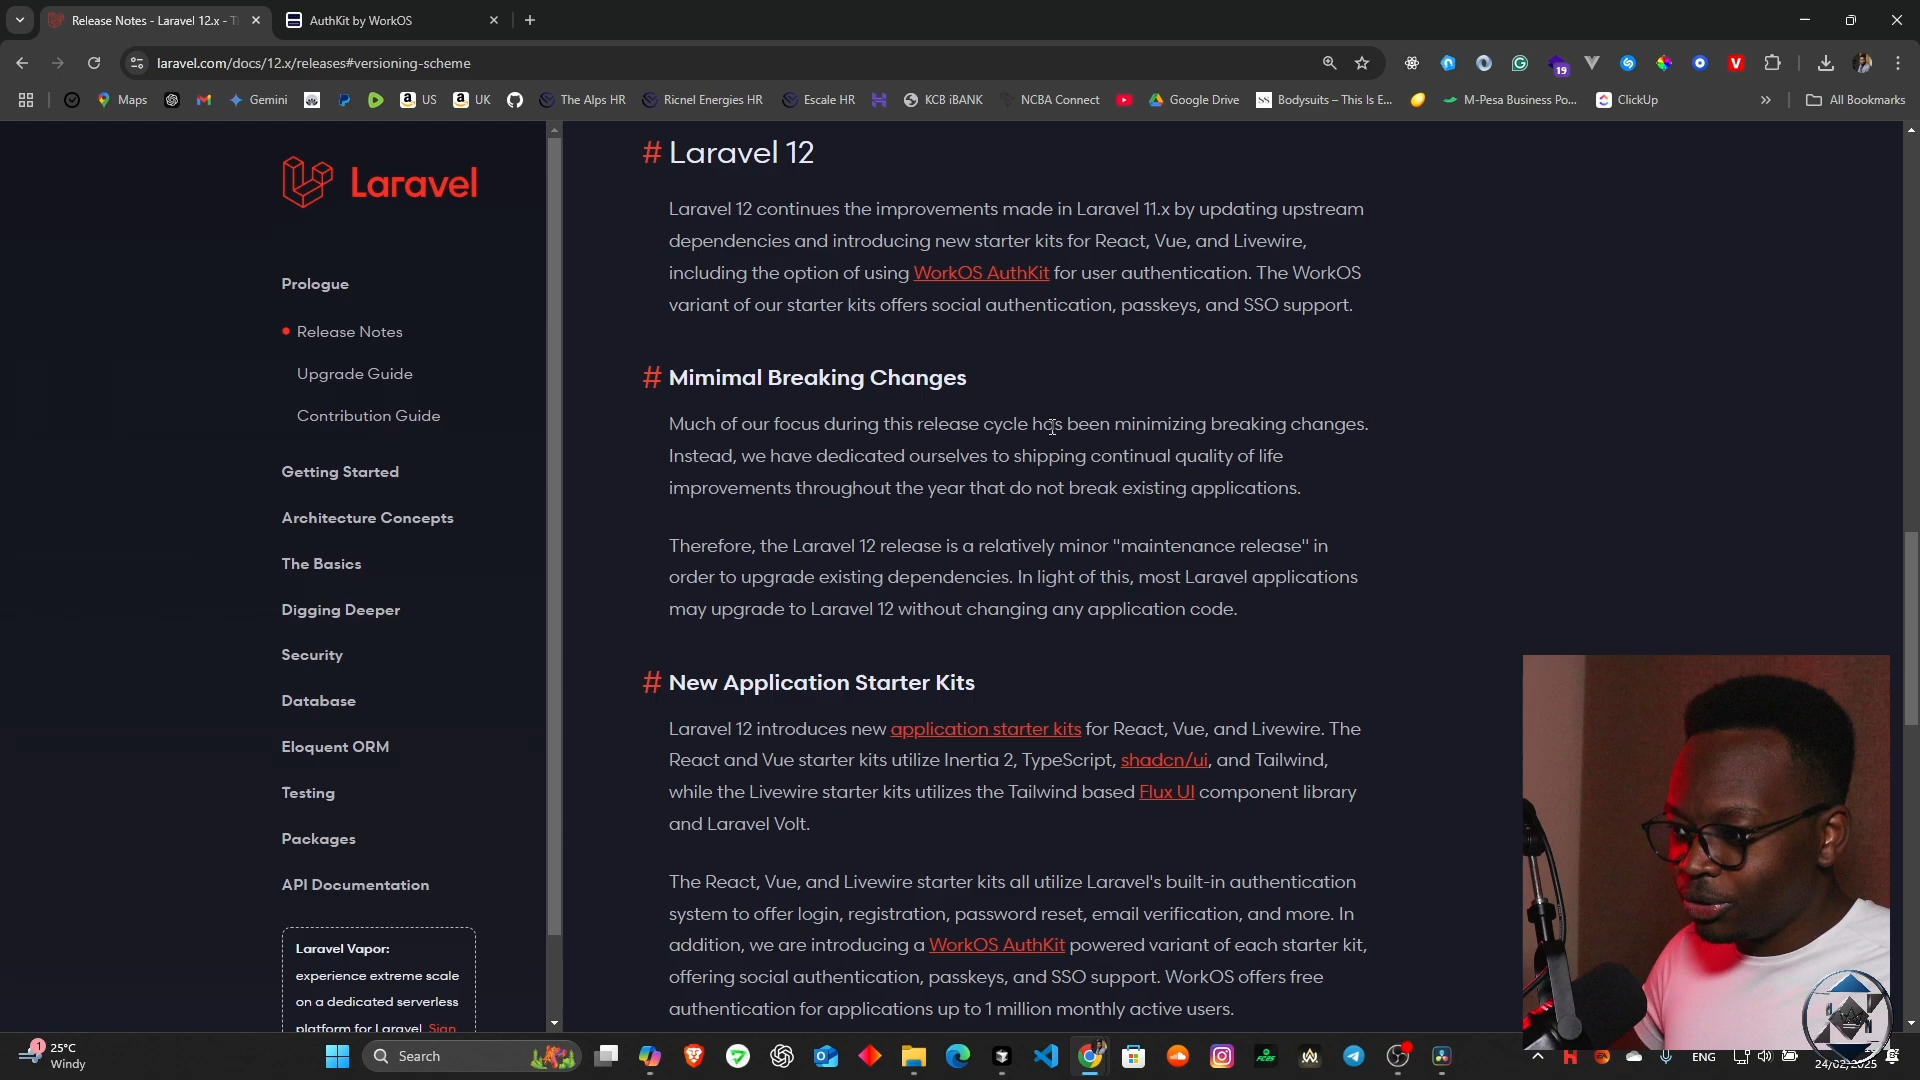 Release Notes - Laravel 12.x - T
AuthKit by WorkOS
laravel.com/docs/12.x/releases#versioning-scheme
19
Maps
Gemini
US
UK
The Alps HR
Ricnel Energies HR
Escale HR
KCB iBANK
NCBA Connect
Google Drive
Bodysuits – This Is E...
M-Pesa Business Po...
ClickUp
All Bookmarks
Laravel
Prologue
Release Notes
Upgrade Guide
Contribution Guide
Getting Started
Architecture Concepts
The Basics
Digging Deeper
Security
Database
Eloquent ORM
Testing
Packages
API Documentation
Laravel Vapor:
experience extreme scale
on a dedicated serverless
platform for Laravel. Sign
# Laravel 12
Laravel 12 continues the improvements made in Laravel 11.x by updating upstream
dependencies and introducing new starter kits for React, Vue, and Livewire,
including the option of using WorkOS AuthKit for user authentication. The WorkOS
variant of our starter kits offers social authentication, passkeys, and SSO support.
# Mimimal Breaking Changes
Much of our focus during this release cycle has been minimizing breaking changes.
Instead, we have dedicated ourselves to shipping continual quality of life
improvements throughout the year that do not break existing applications.
Therefore, the Laravel 12 release is a relatively minor "maintenance release" in
order to upgrade existing dependencies. In light of this, most Laravel applications
may upgrade to Laravel 12 without changing any application code.
# New Application Starter Kits
Laravel 12 introduces new application starter kits for React, Vue, and Livewire. The
React and Vue starter kits utilize Inertia 2, TypeScript, shadcn/ui, and Tailwind,
while the Livewire starter kits utilizes the Tailwind based Flux UI component library
and Laravel Volt.
The React, Vue, and Livewire starter kits all utilize Laravel's built-in authentication
system to offer login, registration, password reset, email verification, and more. In
addition, we are introducing a WorkOS AuthKit powered variant of each starter kit,
offering social authentication, passkeys, and SSO support. WorkOS offers free
authentication for applications up to 1 million monthly active users.
1
25°C
Windy
Search
ENG
24/02/2025